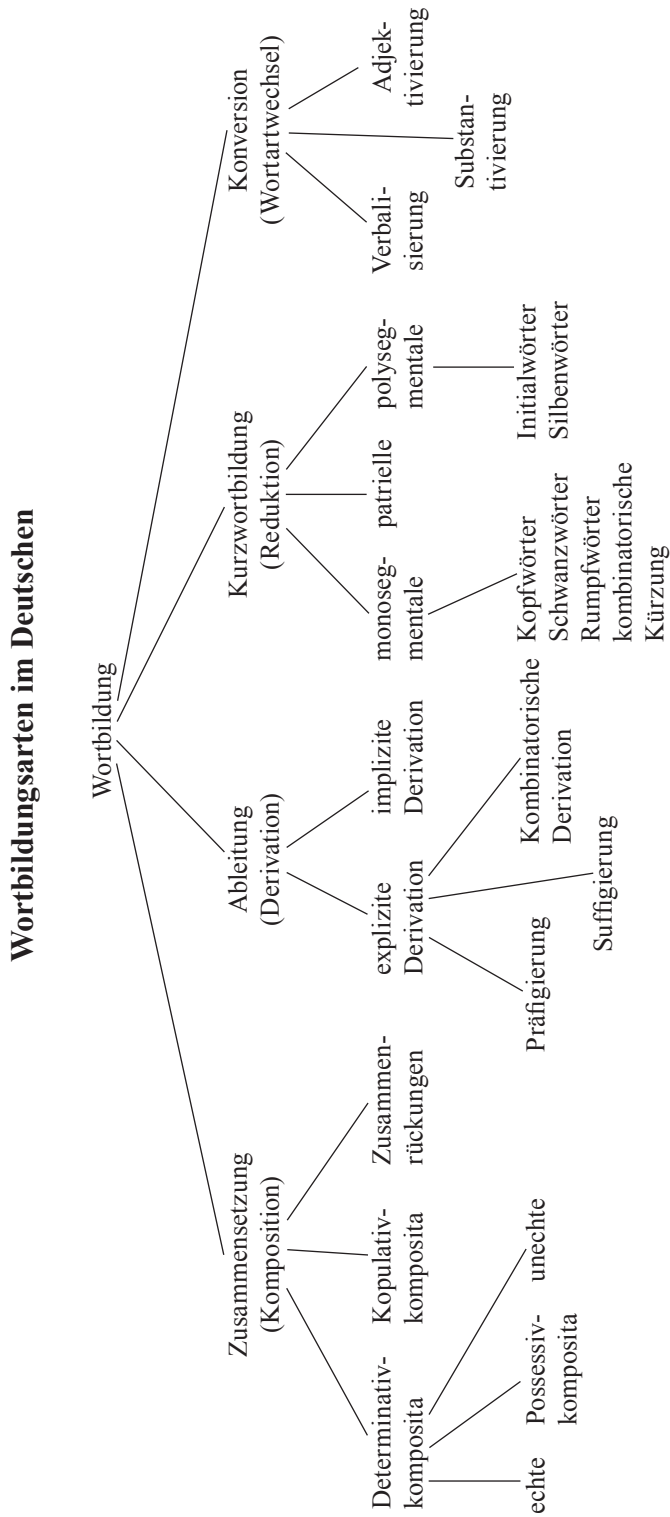 Wortbildungsarten im Deutschen
Wortbildung
Zusammensetzung
(Komposition)
Ableitung
(Derivation)
Kurzwortbildung
(Reduktion)
Konversion
(Wortartwechsel)
Determinativ-
komposita
Kopulativ-
komposita
Zusammen-
rückungen
explizite
Derivation
implizite
Derivation
monoseg-
mentale
patrielle
polyseg-
mentale
Verbali-
sierung
Substan-
tivierung
Adjek-
tivierung
echte
Possessiv-
komposita
unechte
Präfigierung
Suffigierung
Kombinatorische
Derivation
Kopfwörter
Schwanzwörter
Rumpfwörter
kombinatorische
Kürzung
Initialwörter
Silbenwörter